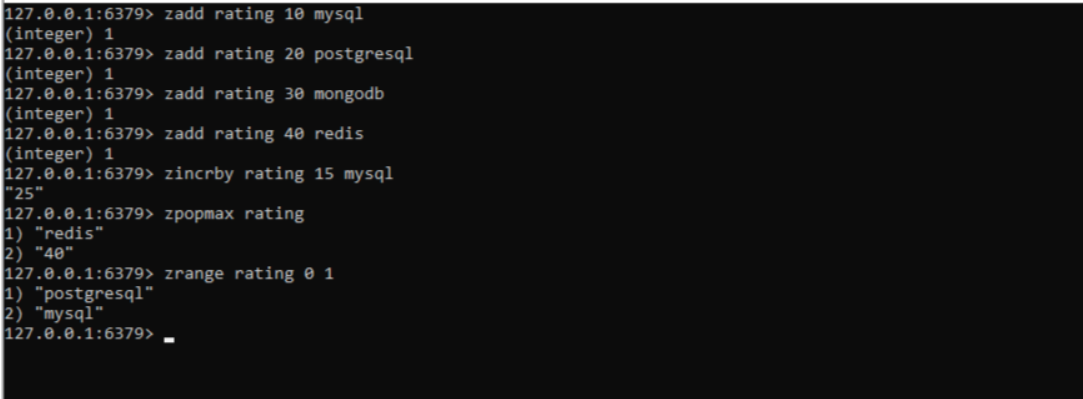 127.0.0.1:6379> zadd rating 10 mysql
(integer) 1
127.0.0.1:6379> zadd rating 20 postgresql
(integer) 1
127.0.0.1:6379> zadd rating 30 mongodb
(integer) 1
127.0.0.1:6379> zadd rating 40 redis
(integer) 1
127.0.0.1:6379> zincrby rating 15 mysql
"25"
127.0.0.1:6379> zpopmax rating
1) "redis"
2) "40"
127.0.0.1:6379> zrange rating 0 1
1) "postgresql"
2) "mysql"
127.0.0.1:6379>